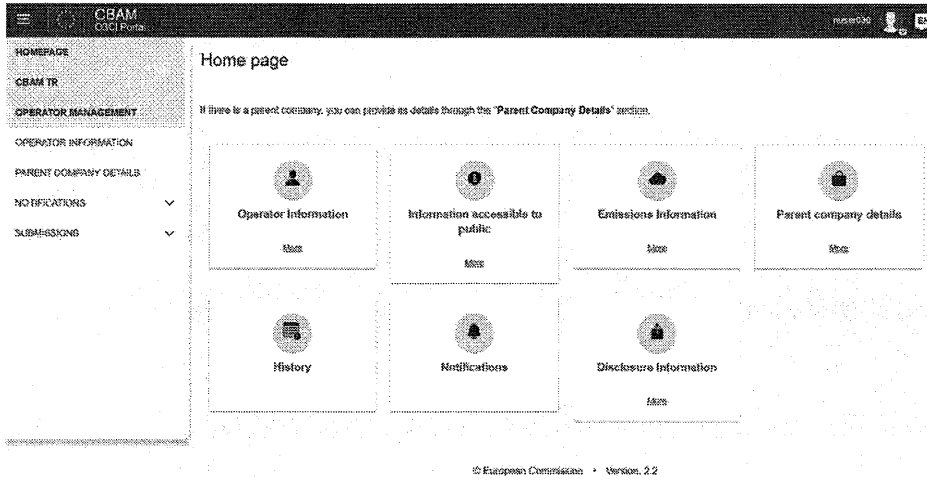 CBAM
O3CI Portal
EN
HOMEPAGE
CBAM TR
OPERATOR MANAGEMENT
OPERATOR INFORMATION
PARENT COMPANY DETAILS
NOTIFICATIONS
SUBMISSIONS
Home page
If there is a parent company, you can provide as details through the "Parent Company Details" section.
Operator Information
More
Information accessible to
public
More
Emissions Information
More
Parent company details
More
History
Notifications
Disclosure Information
More
© European Commission • Version. 2.2